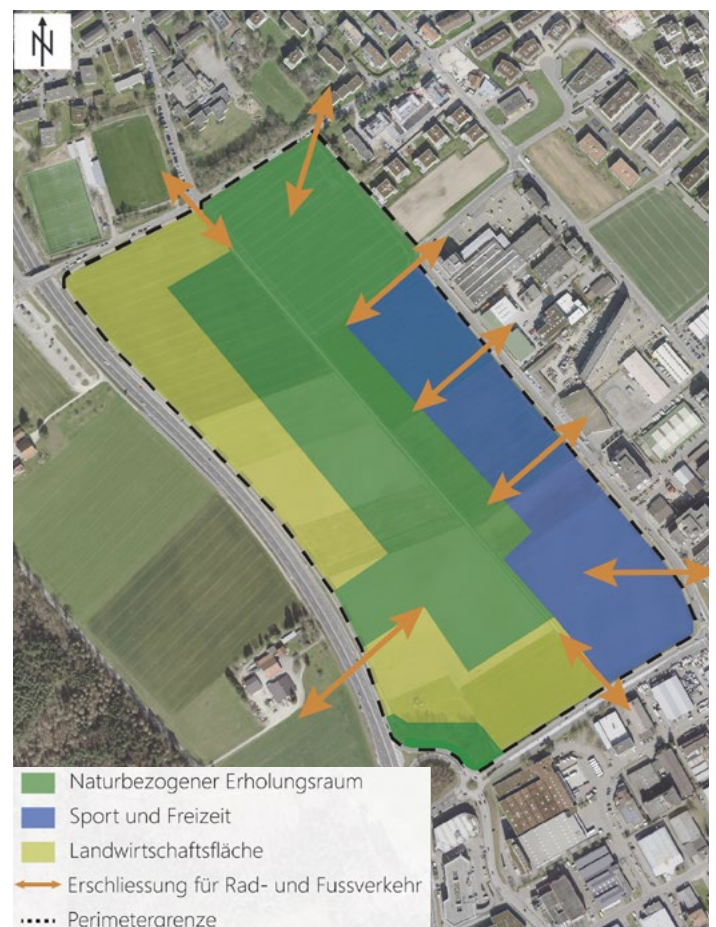 N
Naturbezogener Erholungsraum
Sport und Freizeit
Landwirtschaftsfläche
Erschliessung für Rad- und Fussverkehr
Perimetergrenze